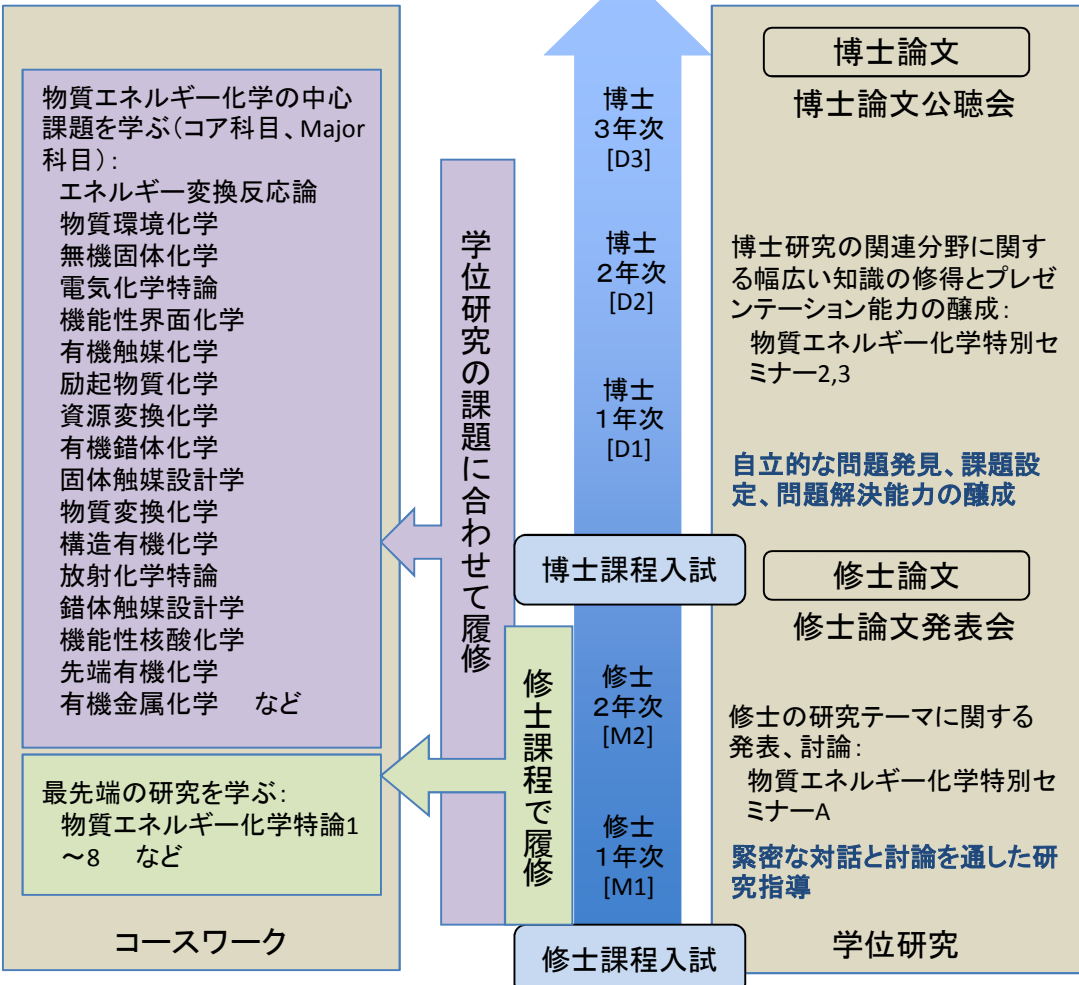 物質エネルギー化学の中心
課題を学ぶ(コア科目、Major
科目):
エネルギー変換反応論
物質環境化学
無機固体化学
電気化学特論
機能性界面化学
有機触媒化学
励起物質化学
資源変換化学
有機錯体化学
固体触媒設計学
物質変換化学
構造有機化学
放射化学特論
錯体触媒設計学
機能性核酸化学
先端有機化学
有機金属化学 など
最先端の研究を学ぶ:
物質エネルギー化学特論1
~8 など
コースワーク
学位研究の課題に合わせて履修
修士課程で履修
博士
3年次
[D3]
博士
2年次
[D2]
博士
1年次
[D1]
博士課程入試
修士
2年次
[M2]
修士
1年次
[M1]
修士課程入試
博士論文
博士論文公聴会
博士研究の関連分野に関す
る幅広い知識の修得とプレゼ
ンテーション能力の醸成:
物質エネルギー化学特別セ
ミナー2,3
自立的な問題発見、課題設
定、問題解決能力の醸成
修士論文
修士論文発表会
修士の研究テーマに関する
発表、討論:
物質エネルギー化学特別セ
ミナーA
緊密な対話と討論を通した研
究指導
学位研究